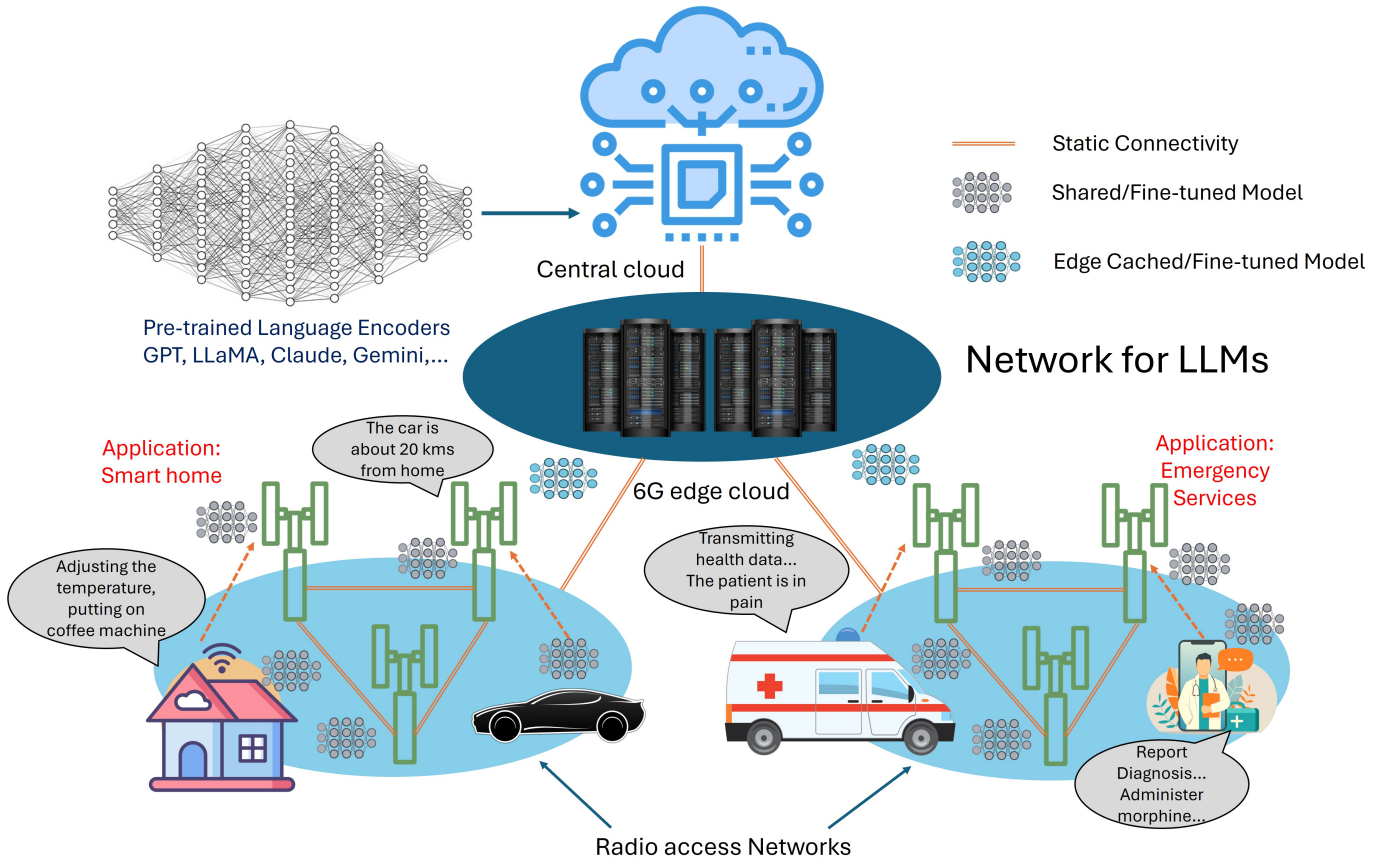 Static Connectivity
Shared/Fine-tuned Model
Edge Cached/Fine-tuned Model
Central cloud
Pre-trained Language Encoders
GPT, LLaMA, Claude, Gemini,...
Network for LLMs
Application:
Smart home
The car is
about 20 kms
from home
6G edge cloud
Application:
Emergency
Services
Adjusting the
temperature,
putting on
coffee machine
Transmitting
health data...
The patient is in
pain
Report
Diagnosis...
Administer
morphine...
Radio access Networks